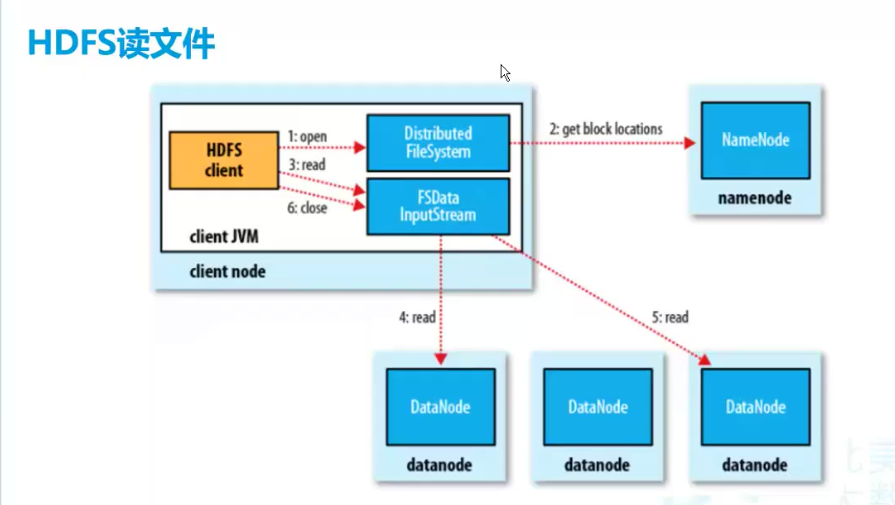 HDFS读文件
HDFS
client
1: open
3: read
6: close
Distributed
FileSystem
FSData
InputStream
client JVM
client node
2: get block locations
NameNode
namenode
4: read
5: read
DataNode
datanode
DataNode
datanode
DataNode
datanode